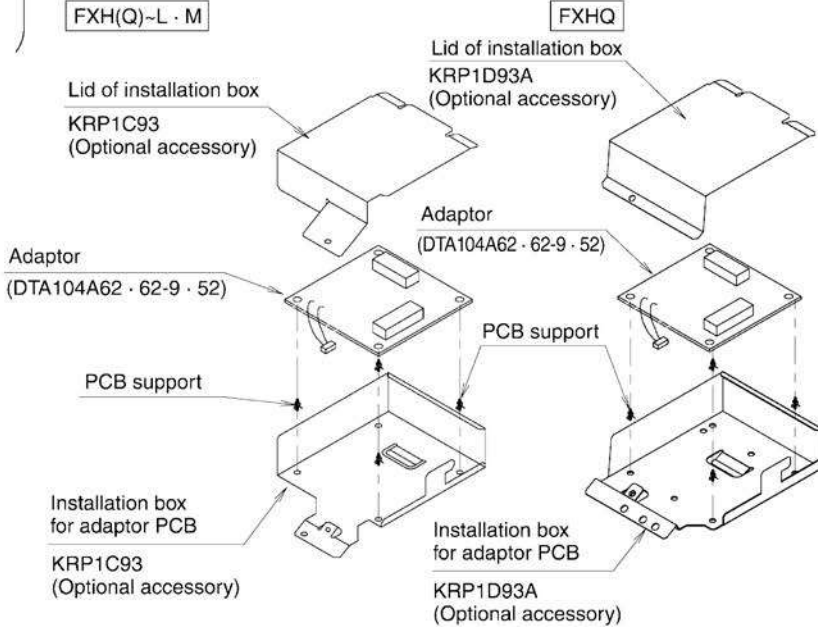 FXH(Q)~L · M
Lid of installation box
KRP1C93
(Optional accessory)
Adaptor
(DTA104A62 · 62-9 · 52)
PCB support
Installation box
for adaptor PCB
KRP1C93
(Optional accessory)
FXHQ
Lid of installation box
KRP1D93A
(Optional accessory)
Adaptor
(DTA104A62 · 62-9 · 52)
PCB support
Installation box
for adaptor PCB
KRP1D93A
(Optional accessory)